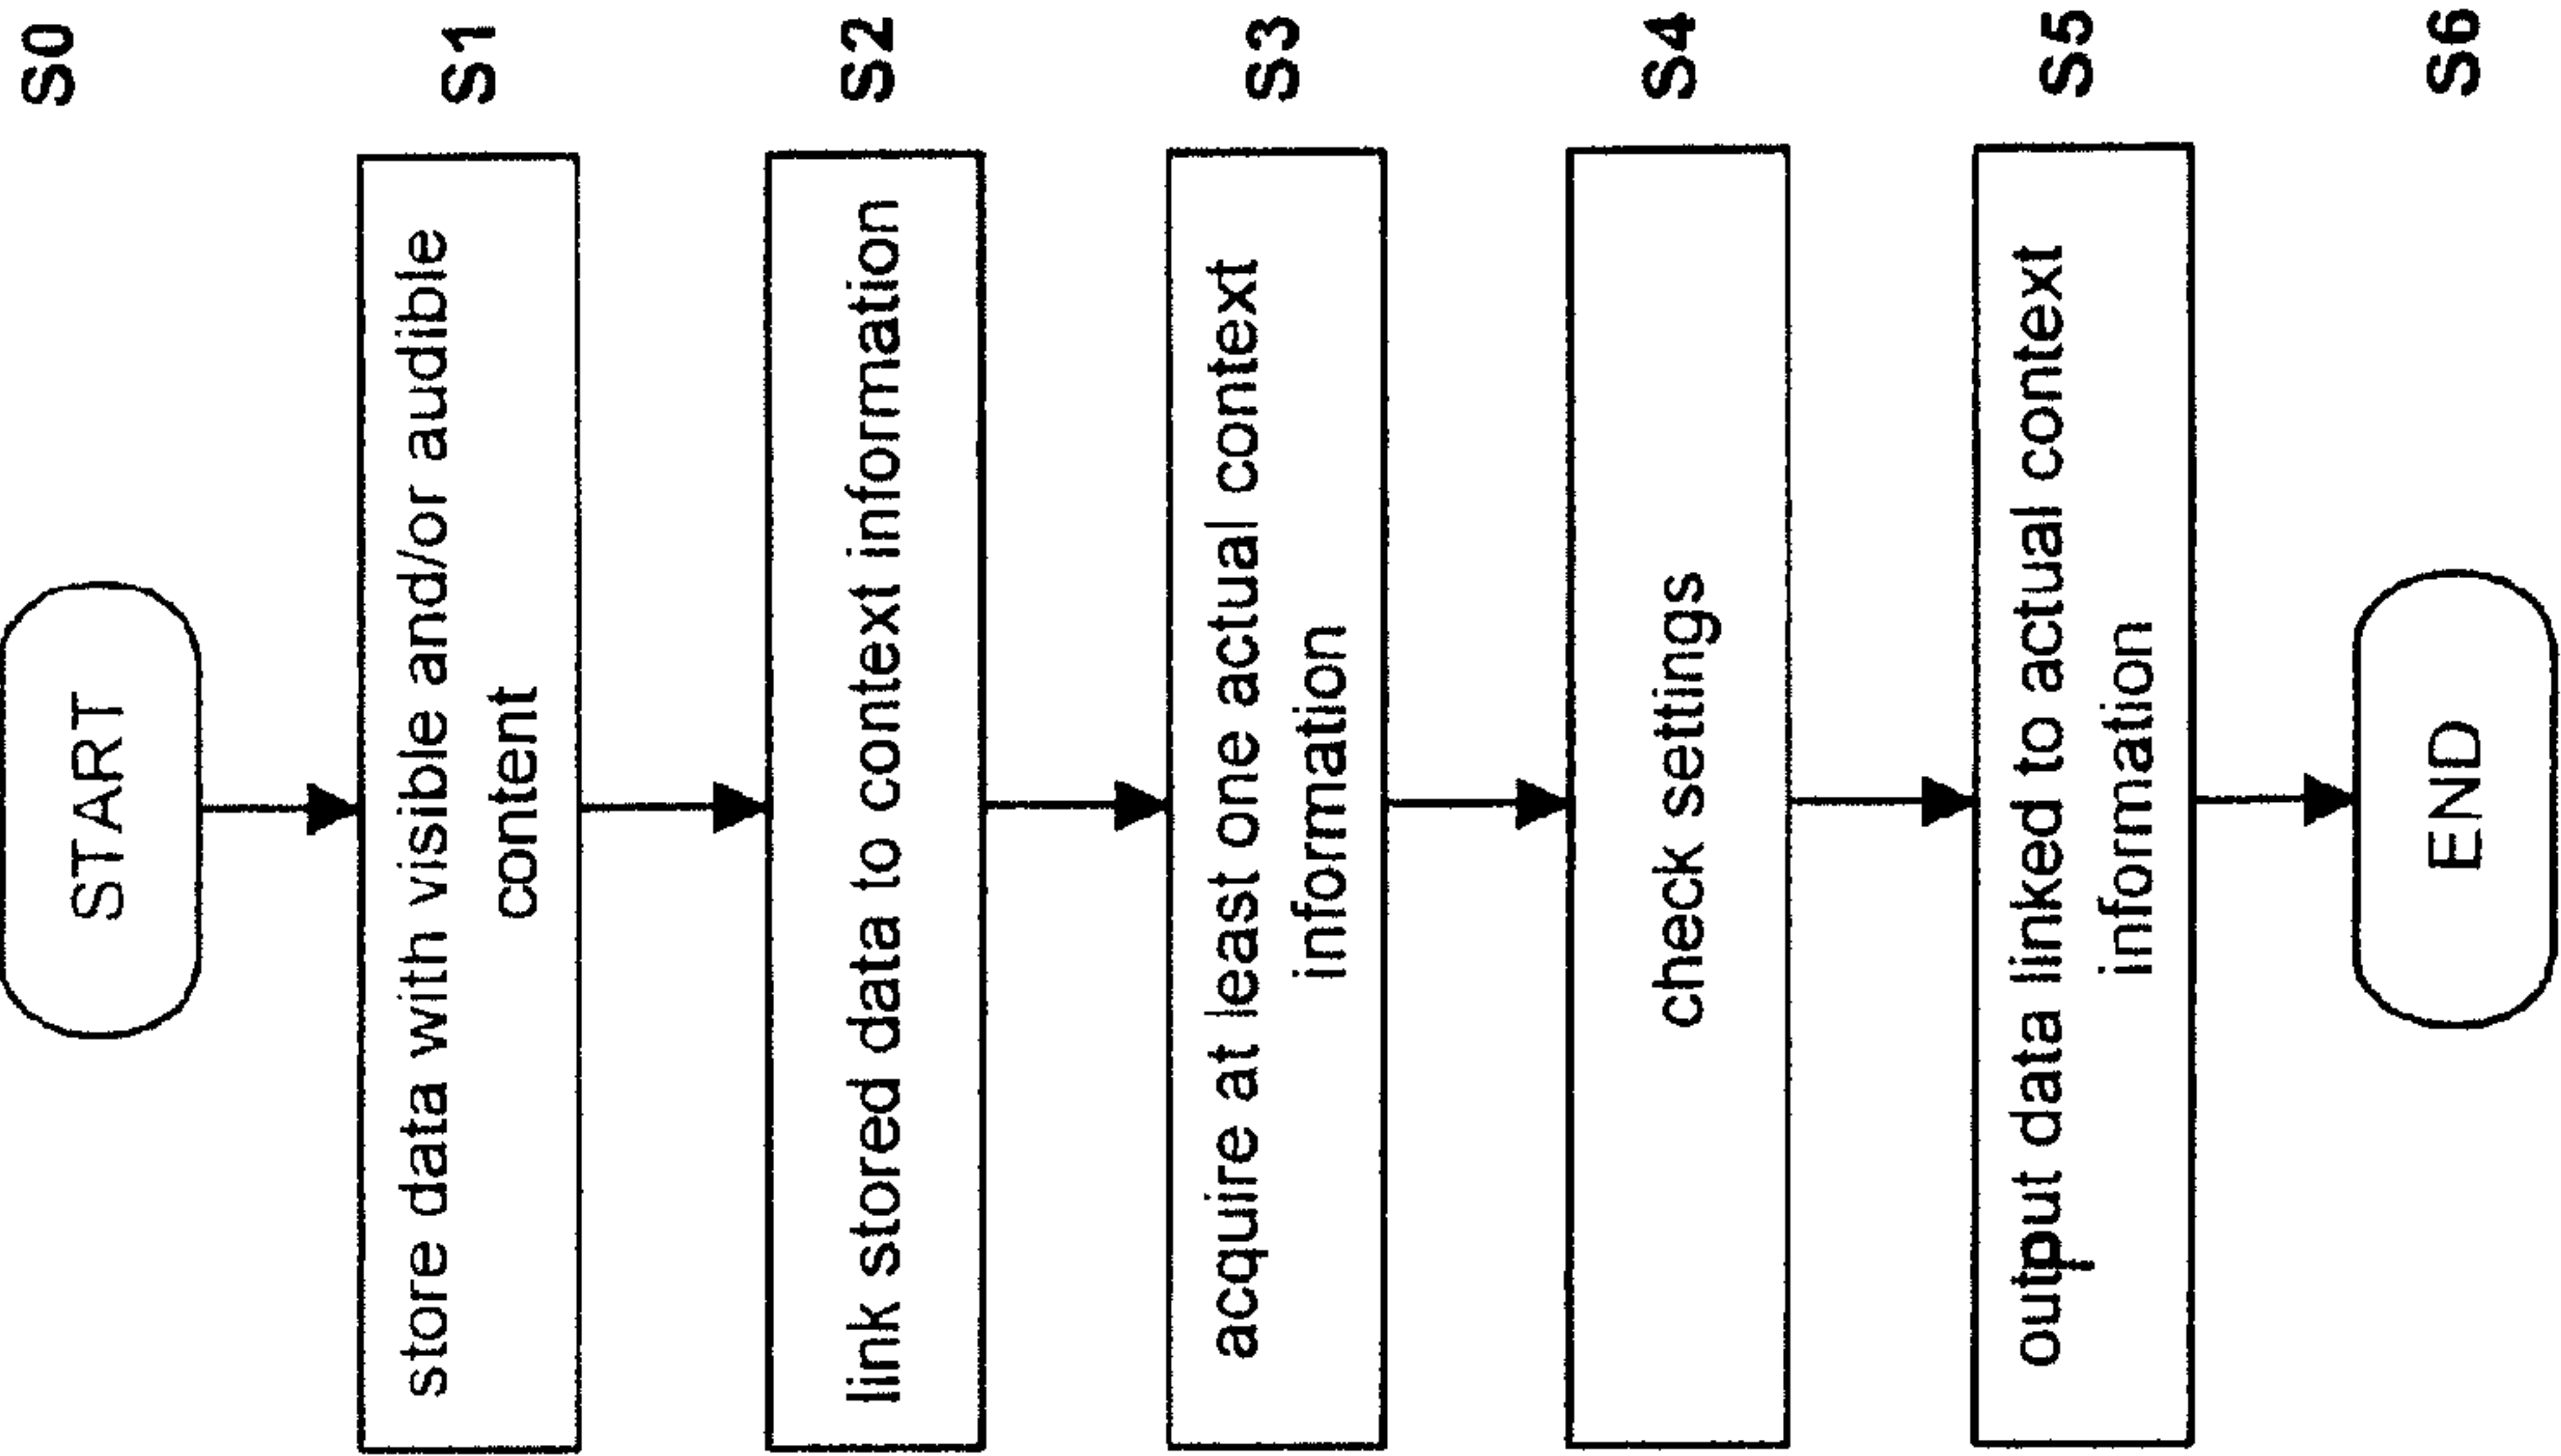 START
S0
store data with visible and/or audible
content
S1
link stored data to context information
S2
acquire at least one actual context
information
S3
check settings
S4
output data linked to actual context
information
S5
END
S6